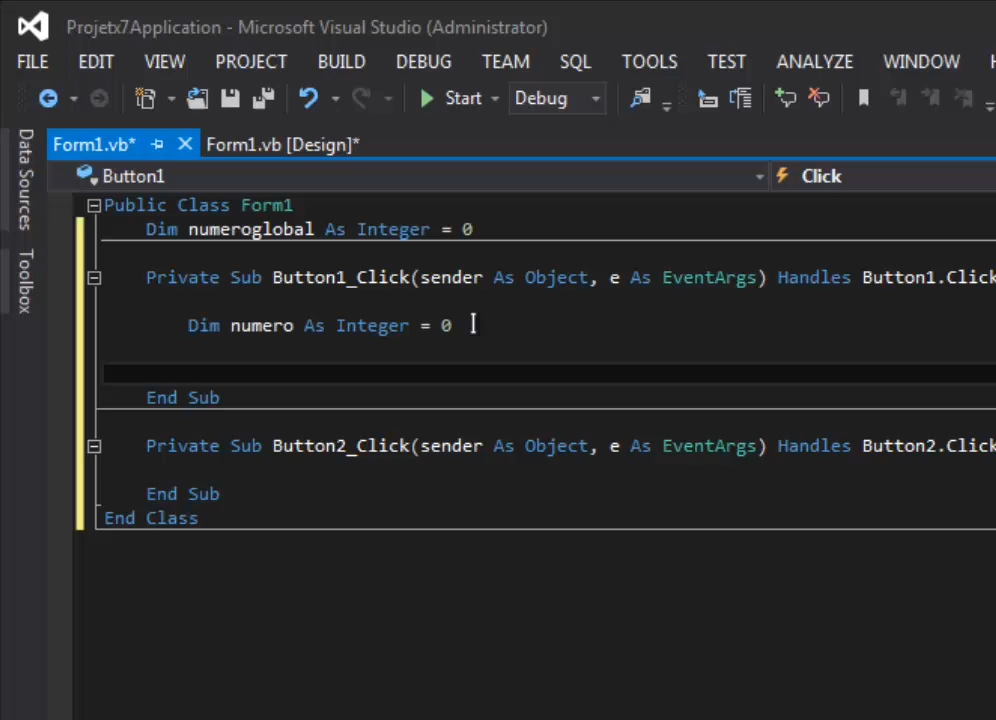 Projetx7Application - Microsoft Visual Studio (Administrator)
FILE EDIT VIEW PROJECT BUILD DEBUG TEAM SQL TOOLS TEST ANALYZE WINDOW
Start Debug
Form1.vb* Form1.vb [Design]*
Button1 Click
Data Sources
Toolbox
Public Class Form1
Dim numeroglobal As Integer = 0
Private Sub Button1_Click(sender As Object, e As EventArgs) Handles Button1.Click
Dim numero As Integer = 0
End Sub
Private Sub Button2_Click(sender As Object, e As EventArgs) Handles Button2.Click
End Sub
End Class